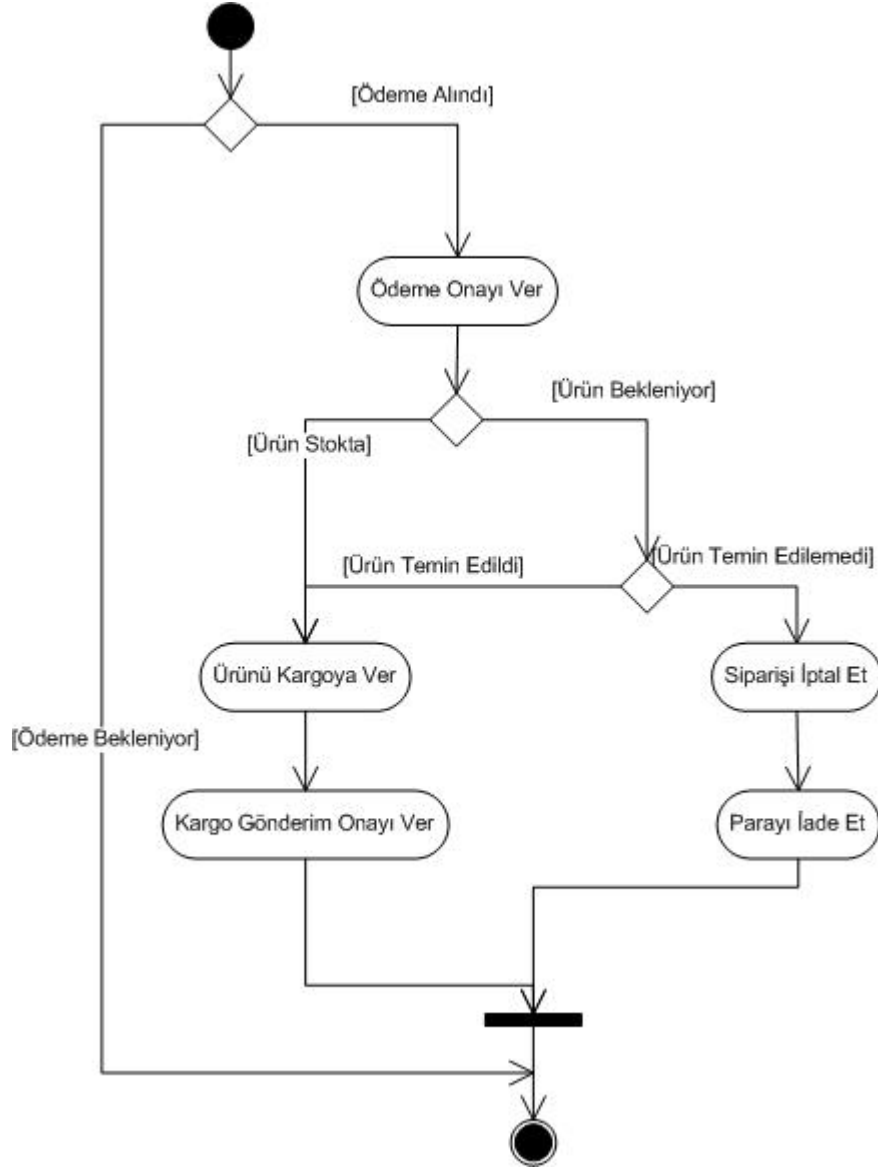 [Ödeme Alındı]
Ödeme Onayı Ver
[Ürün Bekleniyor]
[Ürün Stokta]
[Ürün Temin Edildi]
[Ürün Temin Edilemedi]
Ürünü Kargoya Ver
Siparişi İptal Et
[Ödeme Bekleniyor]
Kargo Gönderim Onayı Ver
Parayı İade Et